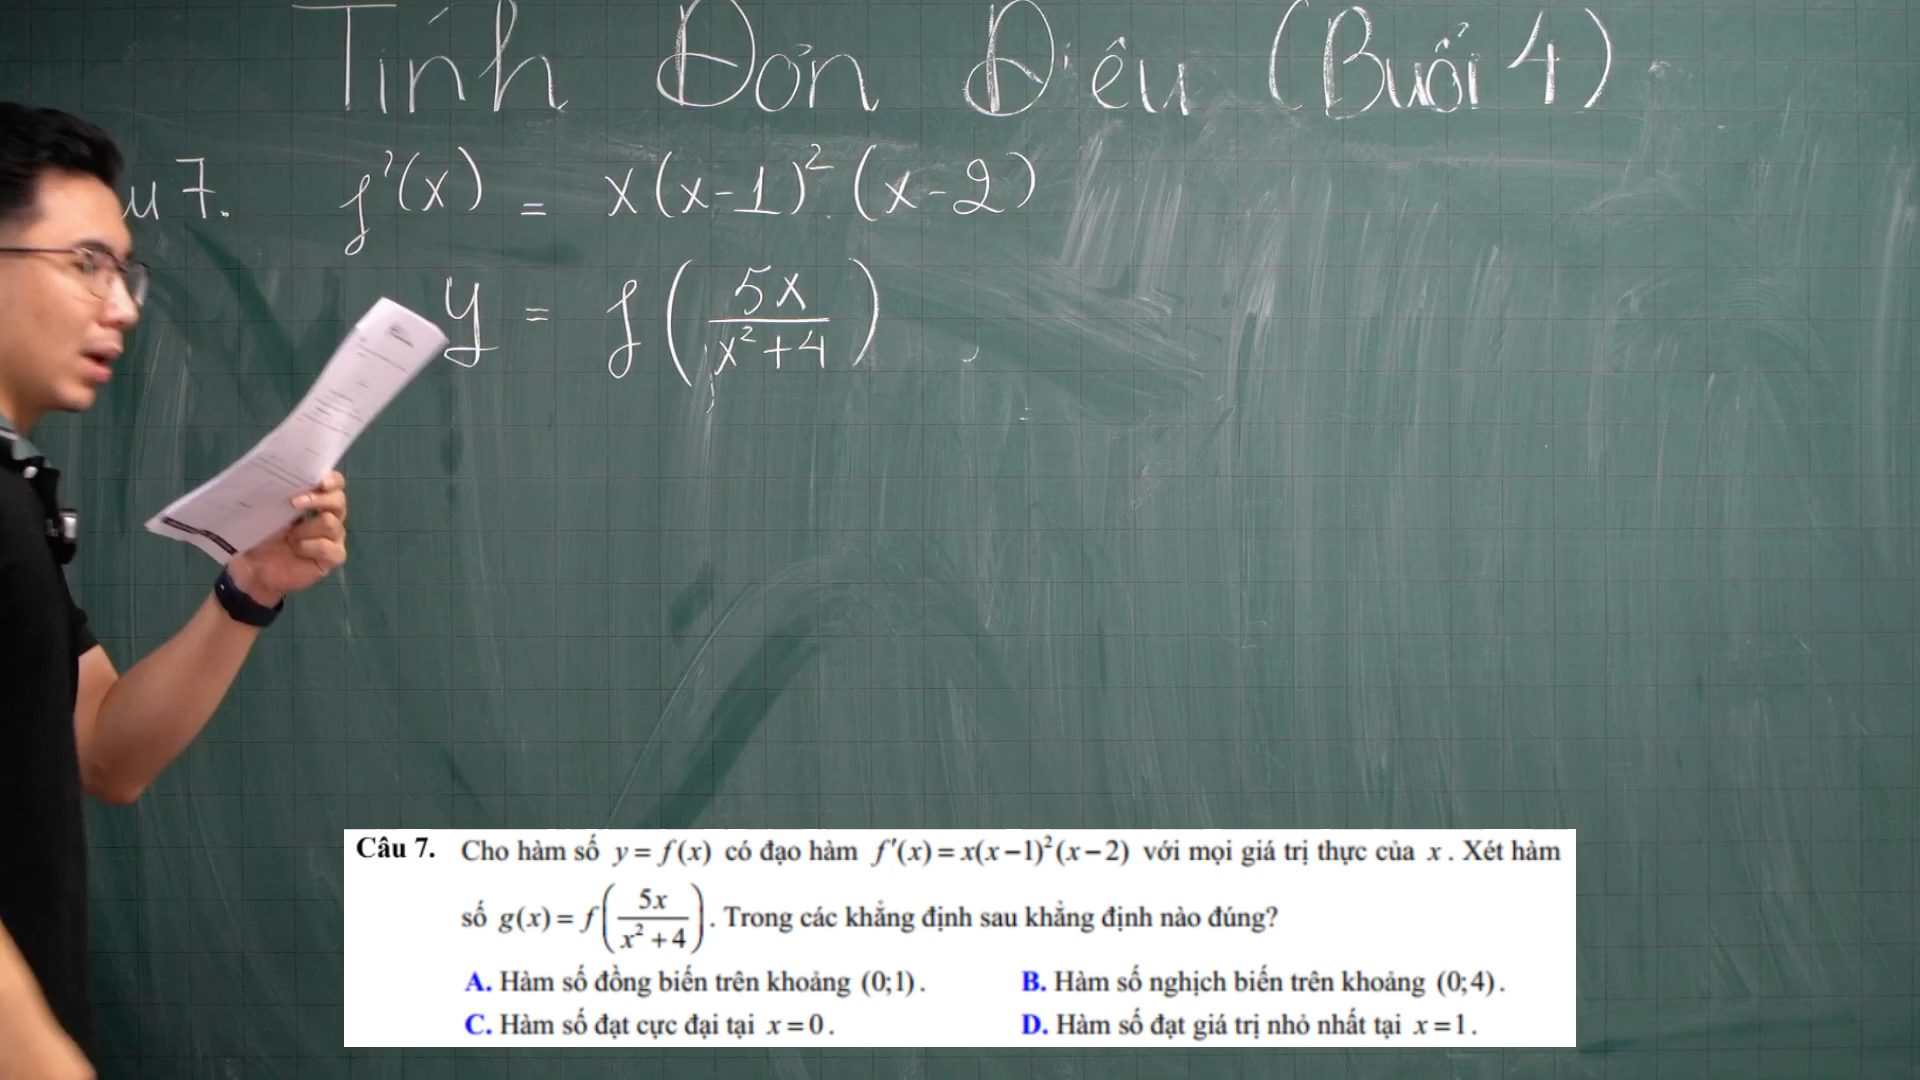 Tính Đơn Điệu (Buổi 4)
u 7. f'(x) = x(x-1)².(x-2)
y = f(5x/(x²+4))
Câu 7. Cho hàm số y = f(x) có đạo hàm f′(x) = x(x−1)²(x−2) với mọi giá trị thực của x. Xét hàm
số g(x) = f(5x/(x²+4)). Trong các khẳng định sau khẳng định nào đúng?
A. Hàm số đồng biến trên khoảng (0;1). B. Hàm số nghịch biến trên khoảng (0;4).
C. Hàm số đạt cực đại tại x = 0. D. Hàm số đạt giá trị nhỏ nhất tại x = 1.